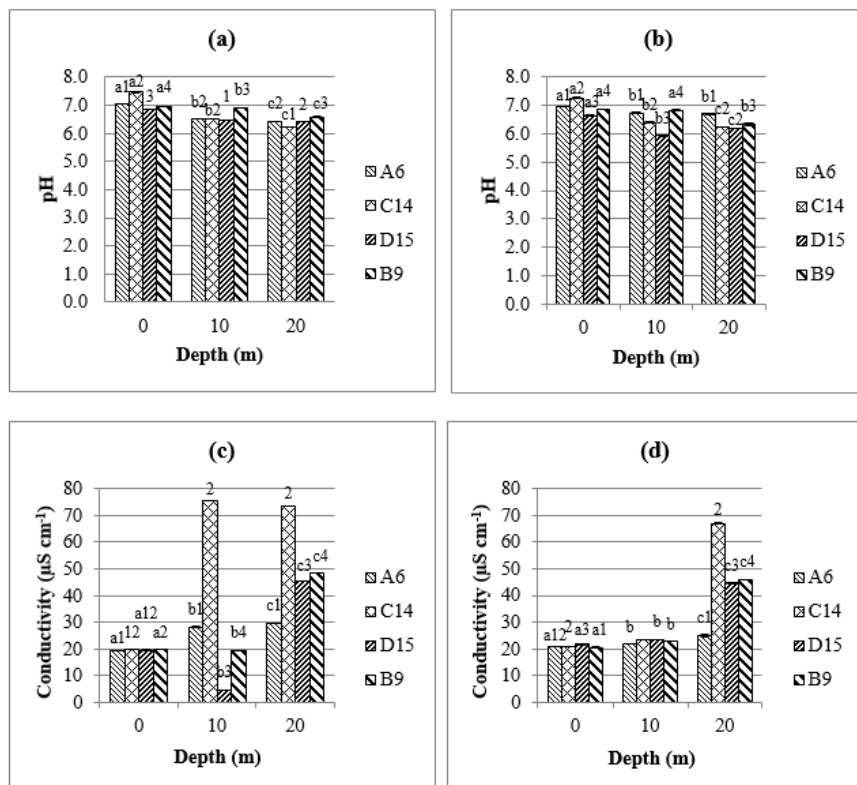 (a)
8.0
7.0
6.0
5.0
4.0
3.0
2.0
1.0
0.0
pH
a1 a2 3 a4 b2 b2 1 b3 c2 c1 2 c3
0 10 20
Depth (m)
A6
C14
D15
B9
(b)
8.0
7.0
6.0
5.0
4.0
3.0
2.0
1.0
0.0
pH
a1 a2 a3 a4 b1 b2 b3 a4 b1 c2 c2 b3
0 10 20
Depth (m)
A6
C14
D15
B9
(c)
80
70
60
50
40
30
20
10
0
Conductivity (µS cm⁻¹)
a1 12 a12 a2 b1 2 b3 b4 c1 2 c3 c4
0 10 20
Depth (m)
A6
C14
D15
B9
(d)
80
70
60
50
40
30
20
10
0
Conductivity (µS cm⁻¹)
a12 2 a3 a1 b b b c1 2 c3 c4
0 10 20
Depth (m)
A6
C14
D15
B9